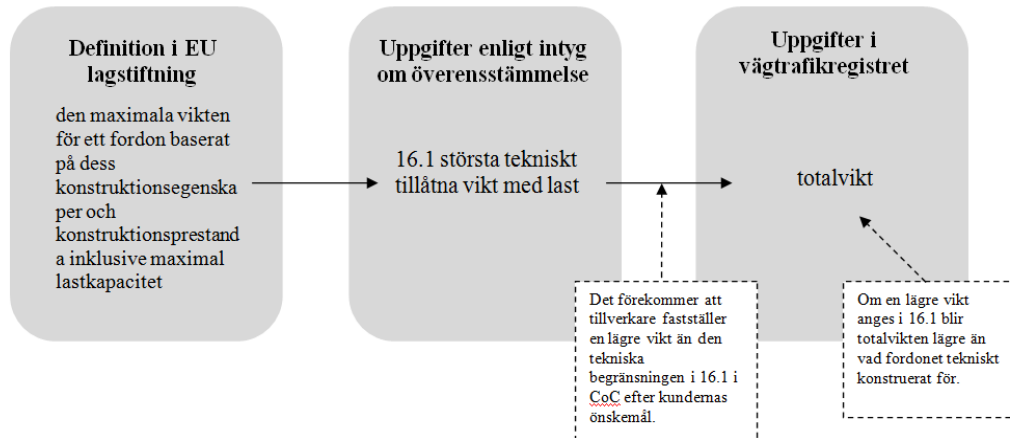 Definition i EU
lagstiftning
den maximala vikten
för ett fordon baserat
på dess
konstruktionsegenska
per och
konstruktionsprestand
a inklusive maximal
lastkapacitet
Uppgifter enligt intyg
om överensstämmelse
16.1 största tekniskt
tillåtna vikt med last
Uppgifter i
vägtrafikregistret
totalvikt
Det förekommer att
tillverkare fastställer
en lägre vikt än den
tekniska
begränsningen i 16.1 i
CoC efter kundernas
önskemål.
Om en lägre vikt
anges i 16.1 blir
totalvikten lägre än
vad fordonet tekniskt
konstruerat för.